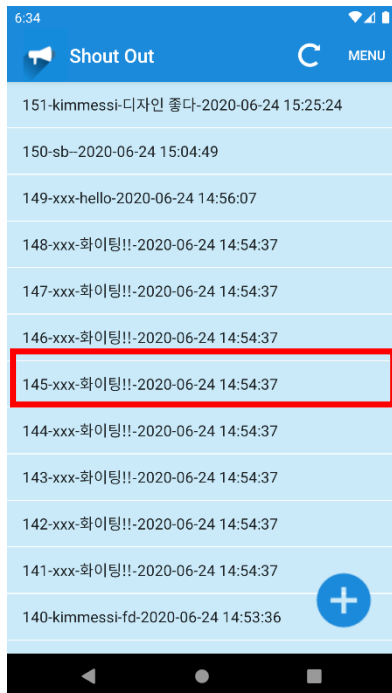 6:34
Shout Out
MENU
151-kimmessi-디자인 좋다-2020-06-24 15:25:24
150-sb--2020-06-24 15:04:49
149-xxx-hello-2020-06-24 14:56:07
148-xxx-화이팅!!-2020-06-24 14:54:37
147-xxx-화이팅!!-2020-06-24 14:54:37
146-xxx-화이팅!!-2020-06-24 14:54:37
145-xxx-화이팅!!-2020-06-24 14:54:37
144-xxx-화이팅!!-2020-06-24 14:54:37
143-xxx-화이팅!!-2020-06-24 14:54:37
142-xxx-화이팅!!-2020-06-24 14:54:37
141-xxx-화이팅!!-2020-06-24 14:54:37
140-kimmessi-fd-2020-06-24 14:53:36